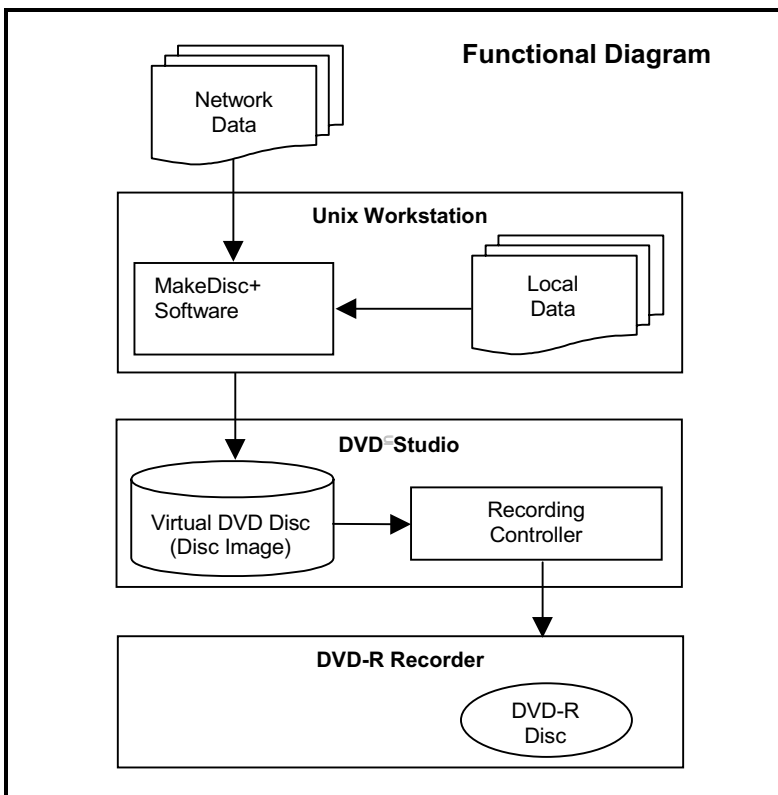 Functional Diagram
Network
Data
Unix Workstation
MakeDisc+
Software
Local
Data
DVD Studio
Virtual DVD Disc
(Disc Image)
Recording
Controller
DVD-R Recorder
DVD-R
Disc